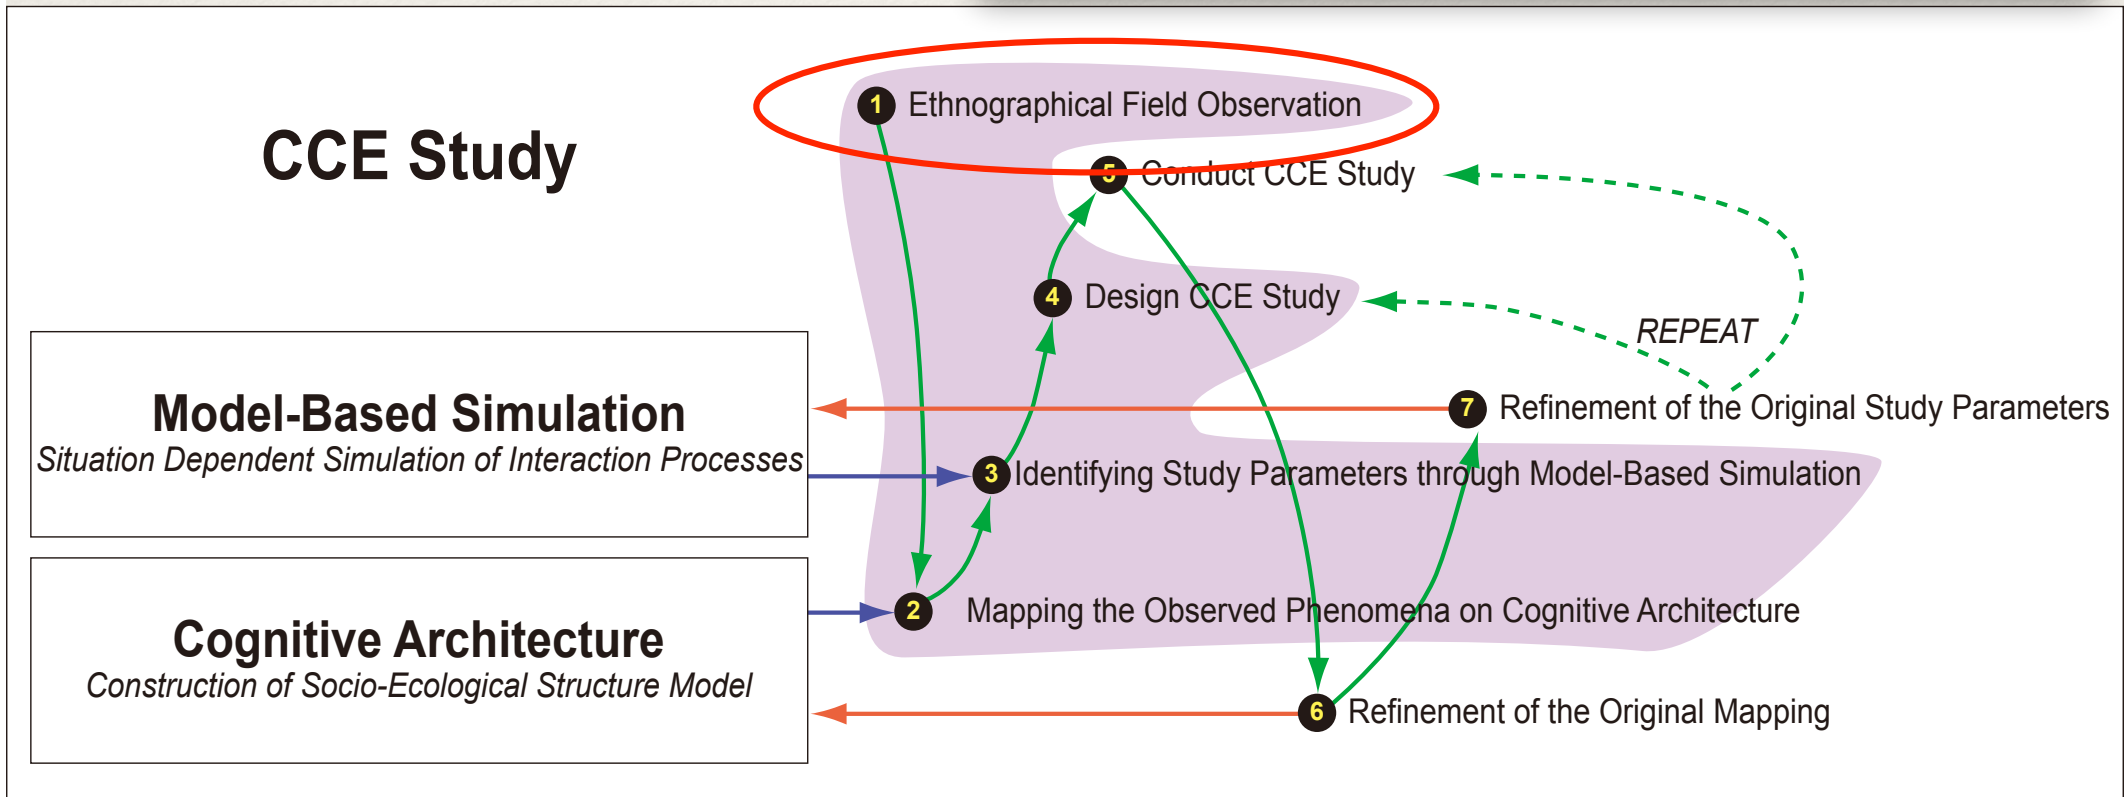 CCE Study
1 Ethnographical Field Observation
5 Conduct CCE Study
4 Design CCE Study
REPEAT
Model-Based Simulation
Situation Dependent Simulation of Interaction Processes
7 Refinement of the Original Study Parameters
3 Identifying Study Parameters through Model-Based Simulation
2 Mapping the Observed Phenomena on Cognitive Architecture
Cognitive Architecture
Construction of Socio-Ecological Structure Model
6 Refinement of the Original Mapping